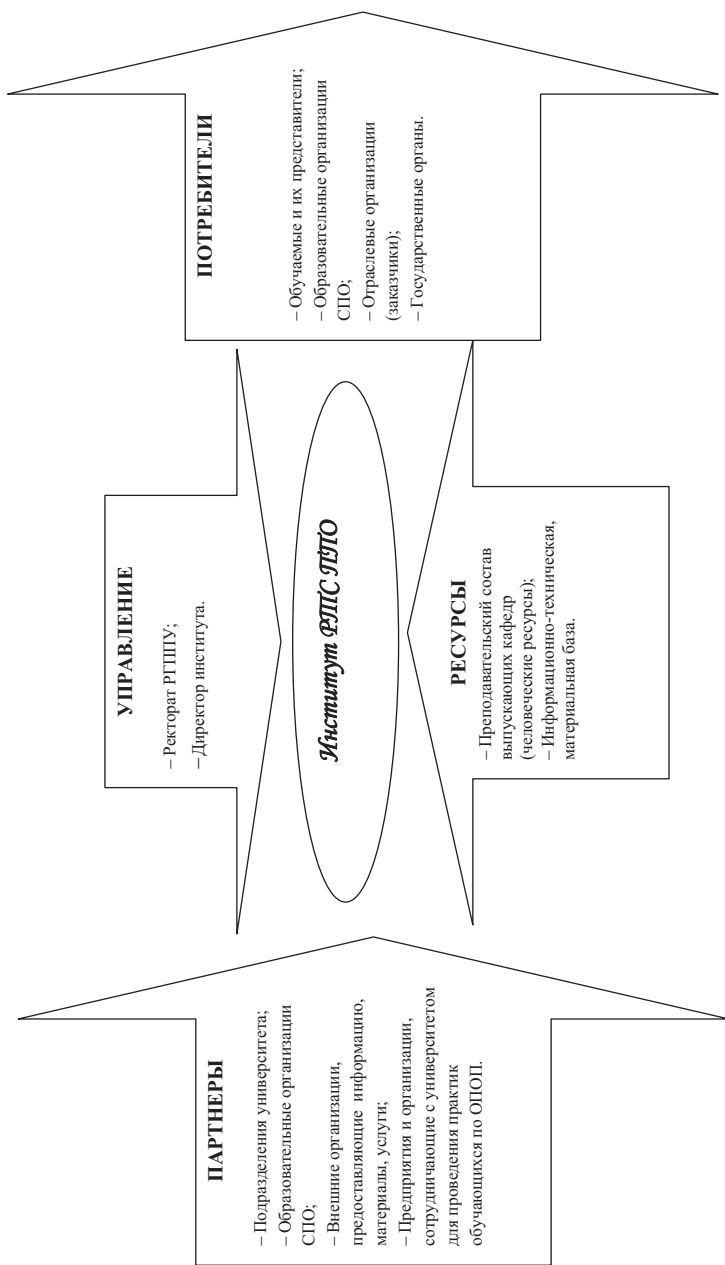 ПАРТНЕРЫ
– Подразделения университета;
– Образовательные организации
СПО;
– Внешние организации,
предоставляющие информацию,
материалы, услуги;
– Предприятия и организации,
сотрудничающие с университетом
для проведения практик
обучающихся по ОПОП.
УПРАВЛЕНИЕ
– Ректорат РГППУ;
– Директор института.
Институт РПС ППО
РЕСУРСЫ
– Преподавательский состав
выпускающих кафедр
(человеческие ресурсы);
– Информационно-техническая,
материальная база.
ПОТРЕБИТЕЛИ
– Обучаемые и их представители;
– Образовательные организации
СПО;
– Отраслевые организации
(заказчики);
– Государственные органы.